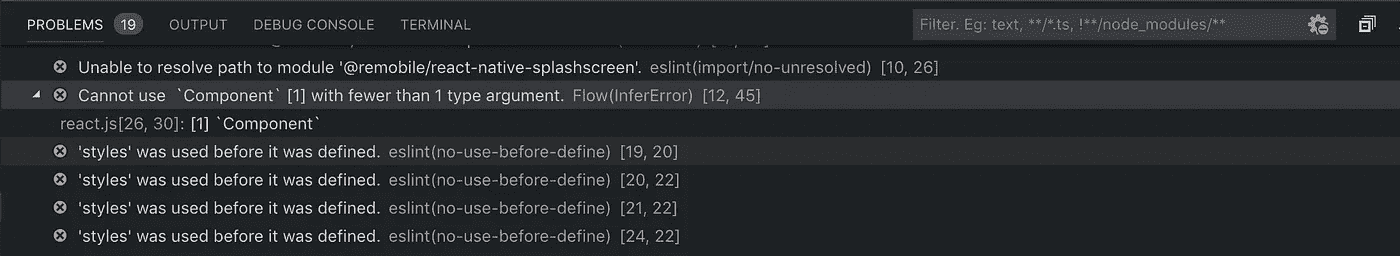 PROBLEMS 19 OUTPUT DEBUG CONSOLE TERMINAL Filter. Eg: text, **/*.ts, !**/node_modules/**
Unable to resolve path to module '@remobile/react-native-splashscreen'. eslint(import/no-unresolved) [10, 26]
Cannot use `Component` [1] with fewer than 1 type argument. Flow(InferError) [12, 45]
react.js[26, 30]: [1] `Component`
'styles' was used before it was defined. eslint(no-use-before-define) [19, 20]
'styles' was used before it was defined. eslint(no-use-before-define) [20, 22]
'styles' was used before it was defined. eslint(no-use-before-define) [21, 22]
'styles' was used before it was defined. eslint(no-use-before-define) [24, 22]